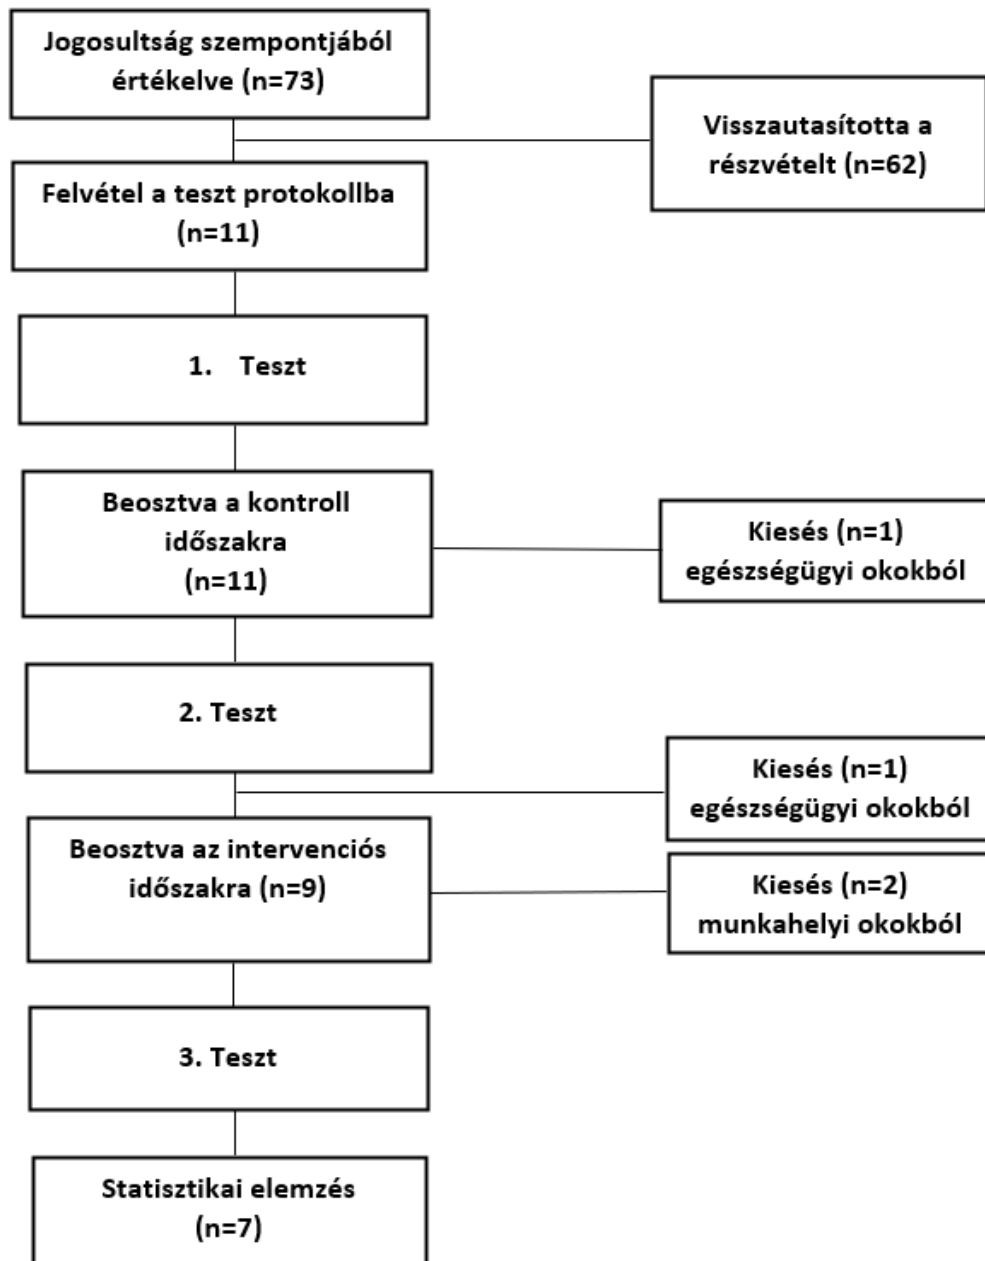 Jogosultság szempontjából
értékelve (n=73)
Visszautasította a
részvételt (n=62)
Felvétel a teszt protokollba
(n=11)
1. Teszt
Beosztva a kontroll
időszakra
(n=11)
Kiesés (n=1)
egészségügyi okokból
2. Teszt
Kiesés (n=1)
egészségügyi okokból
Beosztva az intervenciós
időszakra (n=9)
Kiesés (n=2)
munkahelyi okokból
3. Teszt
Statisztikai elemzés
(n=7)